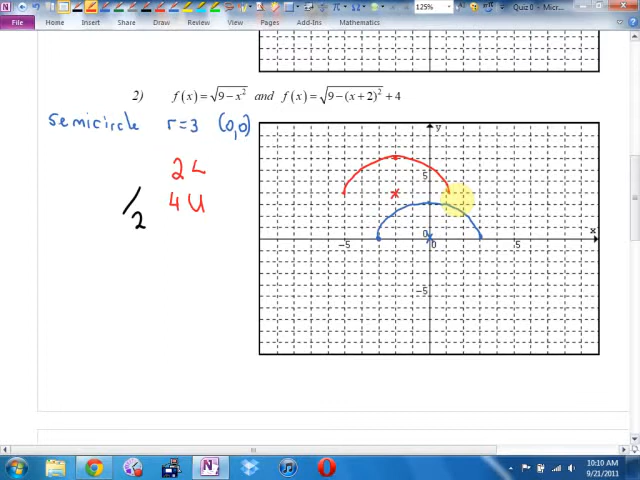 125%
Quiz 0 - Micr...
File Home Insert Share Draw Review View Pages Add-Ins Mathematics
2) f(x) = √9 − x² and f(x) = √9 − (x + 2)² + 4
semicircle r = 3 (0,0)
2 L
4 U
/2
y
5
x
−5 0 0 5
−5
10:10 AM
9/21/2011